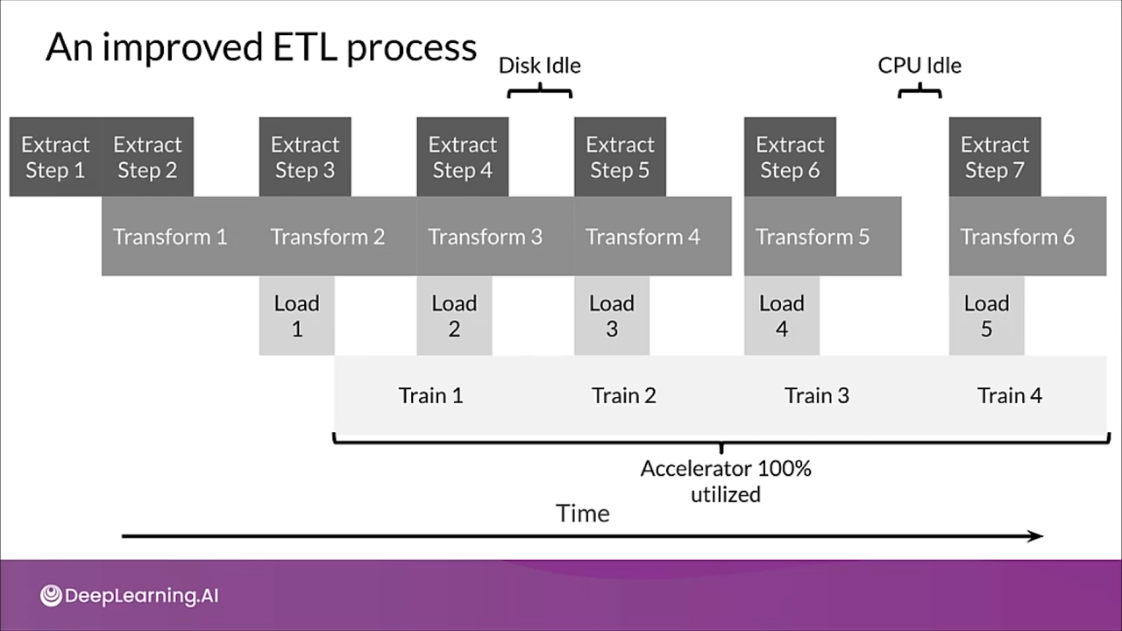 An improved ETL process
Disk Idle
CPU Idle
Extract
Step 1
Extract
Step 2
Extract
Step 3
Extract
Step 4
Extract
Step 5
Extract
Step 6
Extract
Step 7
Transform 1
Transform 2
Transform 3
Transform 4
Transform 5
Transform 6
Load
1
Load
2
Load
3
Load
4
Load
5
Train 1
Train 2
Train 3
Train 4
Accelerator 100%
utilized
Time
DeepLearning.AI